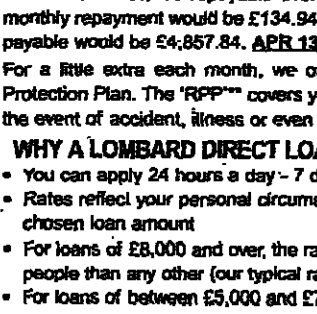 monthly repayment would be £134.94
payable would be £4,857.84. APR 13
For a little extra each month, we o
Protection Plan. The "RPP"** covers y
the event of accident, illness or even
WHY A LOMBARD DIRECT LOA
• You can apply 24 hours a day – 7 d
• Rates reflect your personal circums
chosen loan amount
• For loans of £8,000 and over, the ra
people than any other (our typical ra
• For loans of between £5,000 and £7